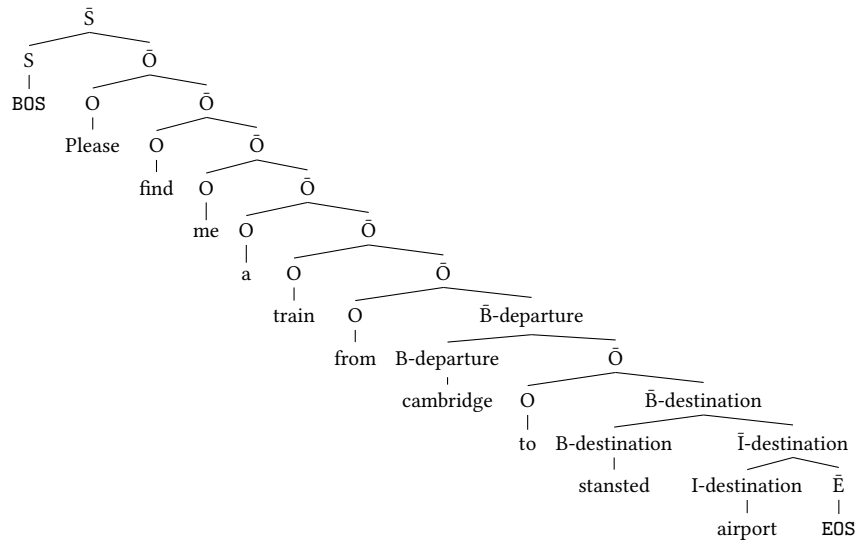 S̄
S Ō
BOS O Ō
Please O Ō
find O Ō
me O Ō
a O Ō
train O B̄-departure
from B-departure Ō
cambridge O B̄-destination
to B-destination Ī-destination
stansted I-destination Ē
airport EOS